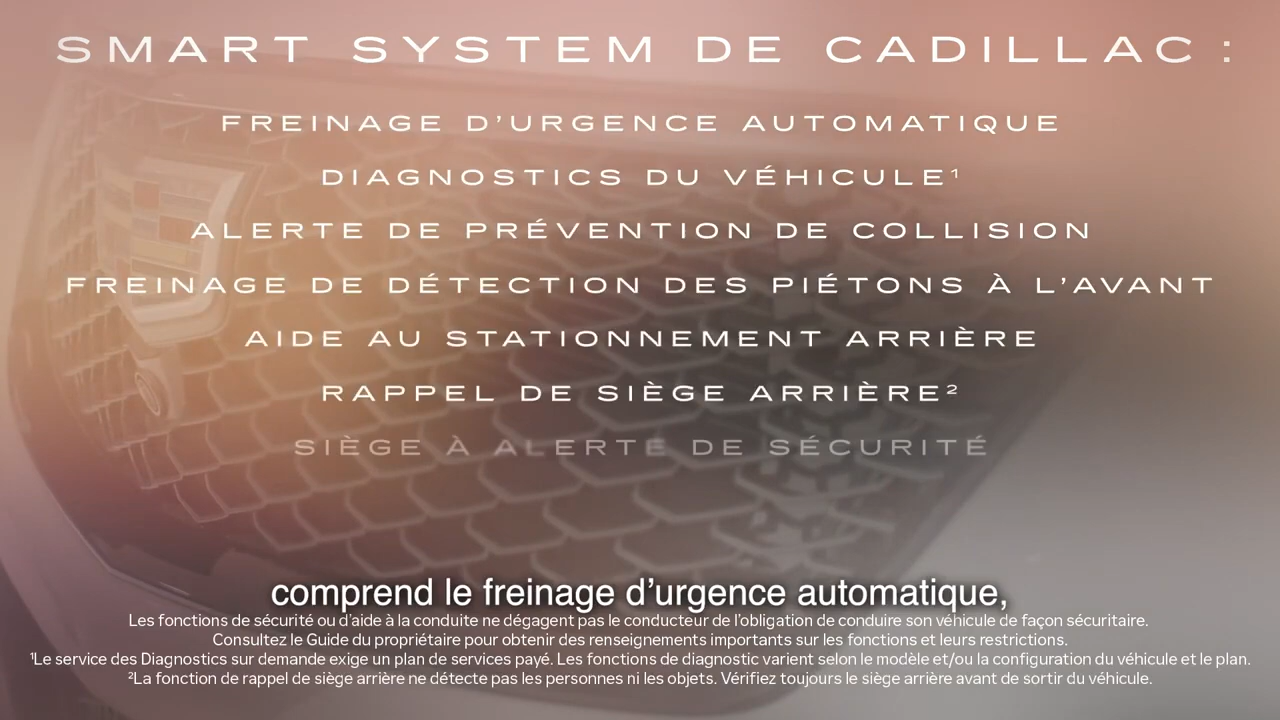 SMART SYSTEM DE CADILLAC :
FREINAGE D’URGENCE AUTOMATIQUE
DIAGNOSTICS DU VÉHICULE¹
ALERTE DE PRÉVENTION DE COLLISION
FREINAGE DE DÉTECTION DES PIÉTONS À L’AVANT
AIDE AU STATIONNEMENT ARRIÈRE
RAPPEL DE SIÈGE ARRIÈRE²
SIÈGE À ALERTE DE SÉCURITÉ
comprend le freinage d’urgence automatique,
Les fonctions de sécurité ou d’aide à la conduite ne dégagent pas le conducteur de l’obligation de conduire son véhicule de façon sécuritaire.
Consultez le Guide du propriétaire pour obtenir des renseignements importants sur les fonctions et leurs restrictions.
¹Le service des Diagnostics sur demande exige un plan de services payé. Les fonctions de diagnostic varient selon le modèle et/ou la configuration du véhicule et le plan.
²La fonction de rappel de siège arrière ne détecte pas les personnes ni les objets. Vérifiez toujours le siège arrière avant de sortir du véhicule.